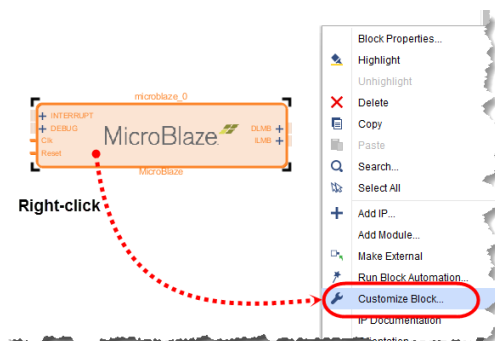 microblaze_0
INTERRUPT
DEBUG
Clk
Reset
MicroBlaze
DLMB
ILMB
MicroBlaze
Right-click
Block Properties...
Highlight
Unhighlight
Delete
Copy
Paste
Search...
Select All
Add IP...
Add Module...
Make External
Run Block Automation...
Customize Block...
IP Documentation